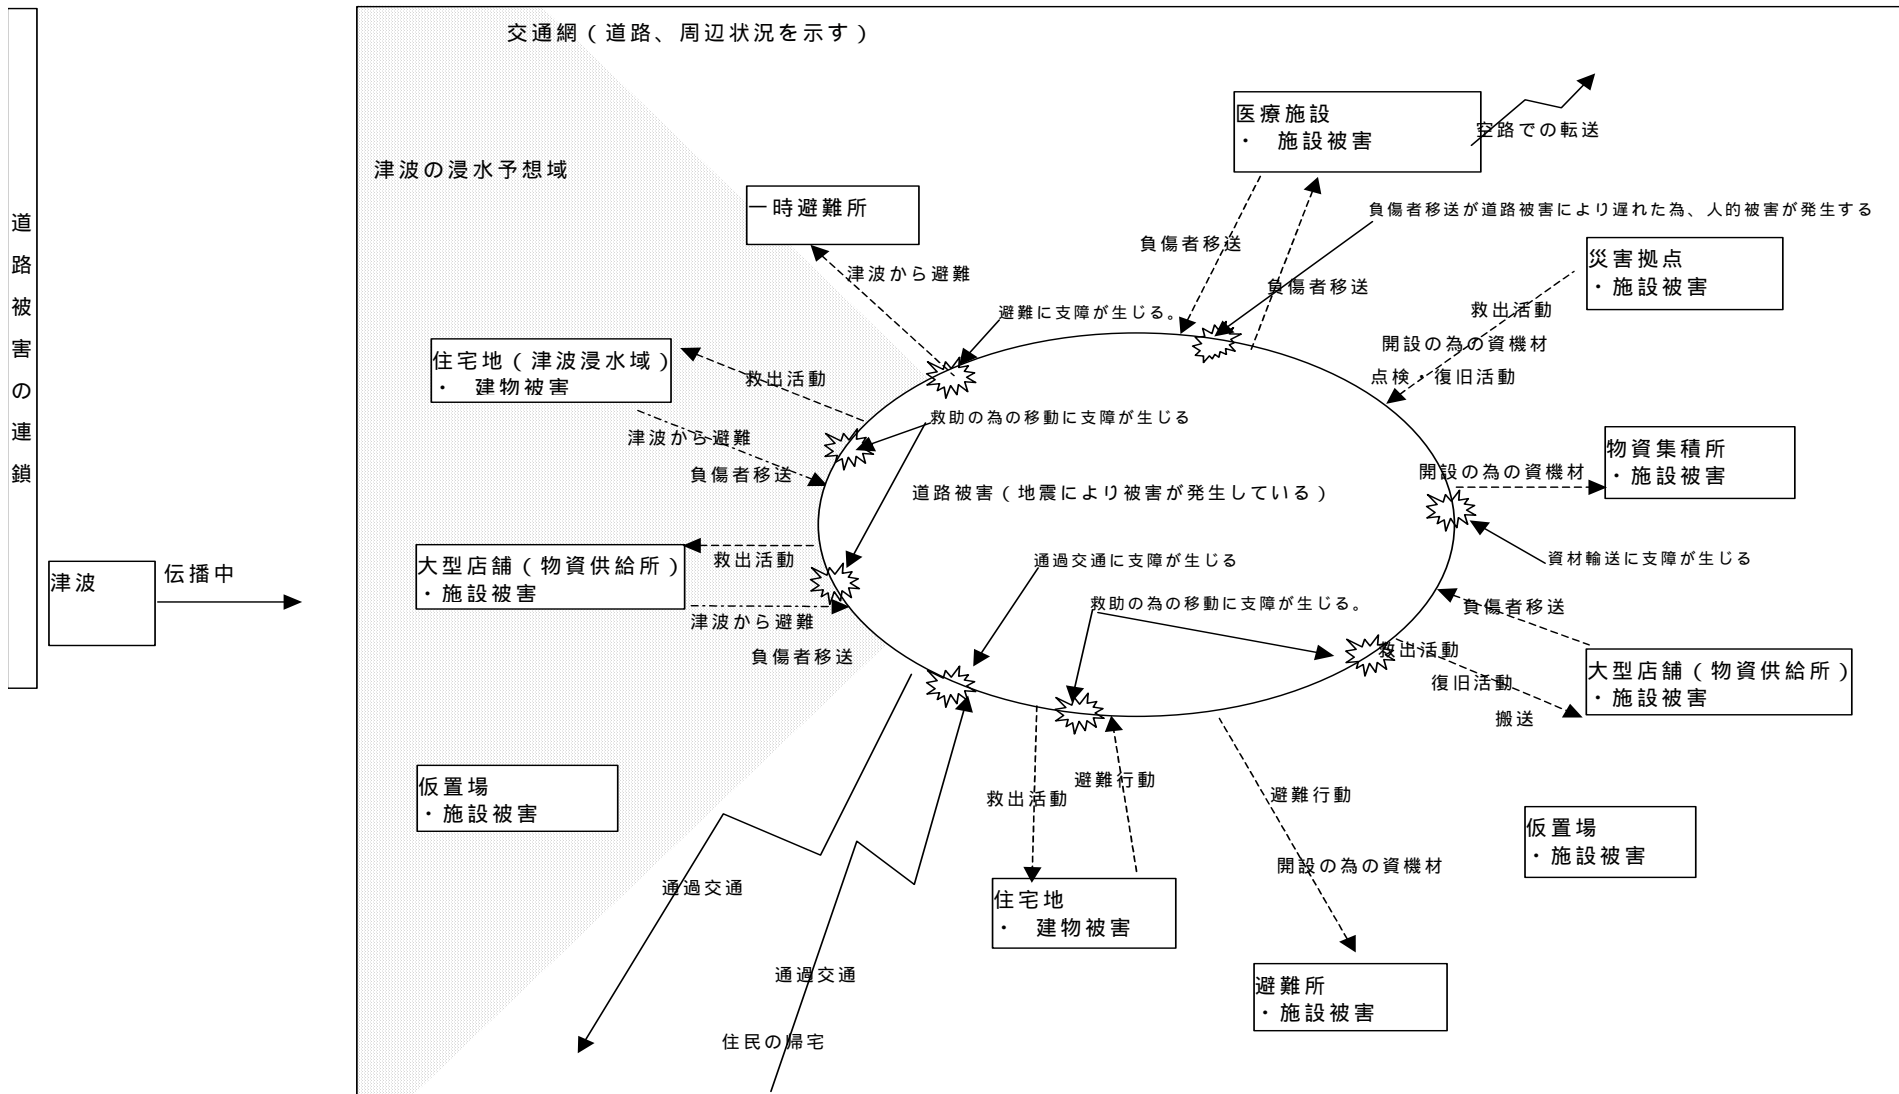 道路被害の連鎖
交通網（道路、周辺状況を示す）
津波の浸水予想域
医療施設
・　施設被害
空路での転送
一時避難所
負傷者移送が道路被害により遅れた為、人的被害が発生する
負傷者移送
負傷者移送
津波から避難
災害拠点
・施設被害
救出活動
開設の為の資機材
点検・復旧活動
避難に支障が生じる。
住宅地（津波浸水域）
・　建物被害
救出活動
救助の為の移動に支障が生じる
津波から避難
負傷者移送
物資集積所
・施設被害
開設の為の資機材
道路被害（地震により被害が発生している）
大型店舗（物資供給所）
・施設被害
救出活動
津波から避難
負傷者移送
津波
伝播中
通過交通に支障が生じる
資材輸送に支障が生じる
救助の為の移動に支障が生じる。
負傷者移送
救出活動
復旧活動
搬送
大型店舗（物資供給所）
・施設被害
仮置場
・施設被害
救出活動
避難行動
避難行動
開設の為の資機材
仮置場
・施設被害
通過交通
住宅地
・　建物被害
通過交通
住民の帰宅
避難所
・施設被害